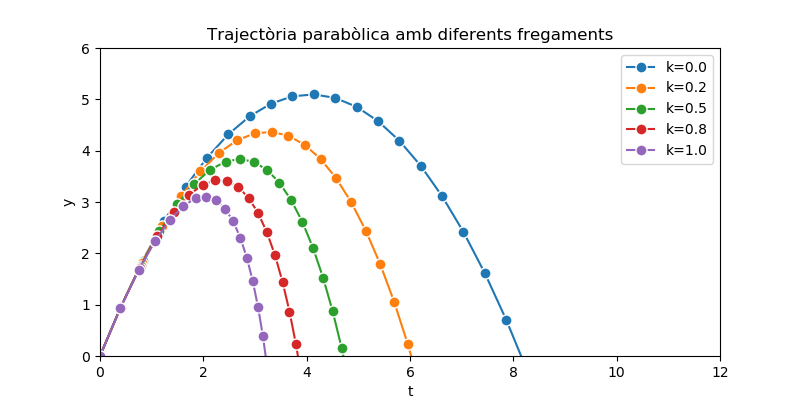 Trajectòria parabòlica amb diferents fregaments
6
5
4
3
2
1
0
y
0 2 4 6 8 10 12
t
k=0.0
k=0.2
k=0.5
k=0.8
k=1.0